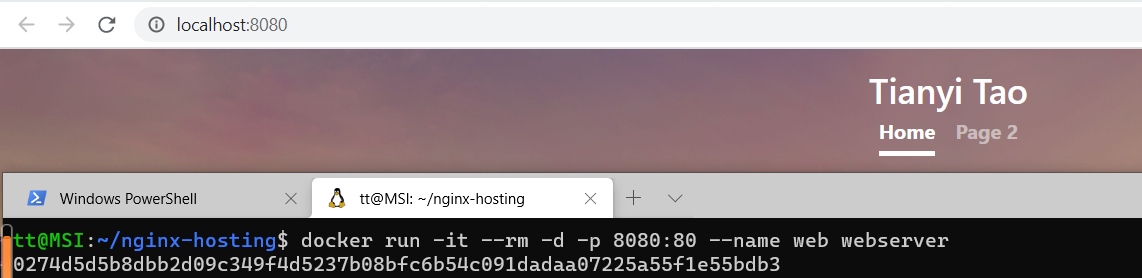 localhost:8080
Tianyi Tao
Home Page 2
Windows PowerShell tt@MSI: ~/nginx-hosting
tt@MSI:~/nginx-hosting$ docker run -it --rm -d -p 8080:80 --name web webserver
0274d5d5b8dbb2d09c349f4d5237b08bfc6b54c091dadaa07225a55f1e55bdb3